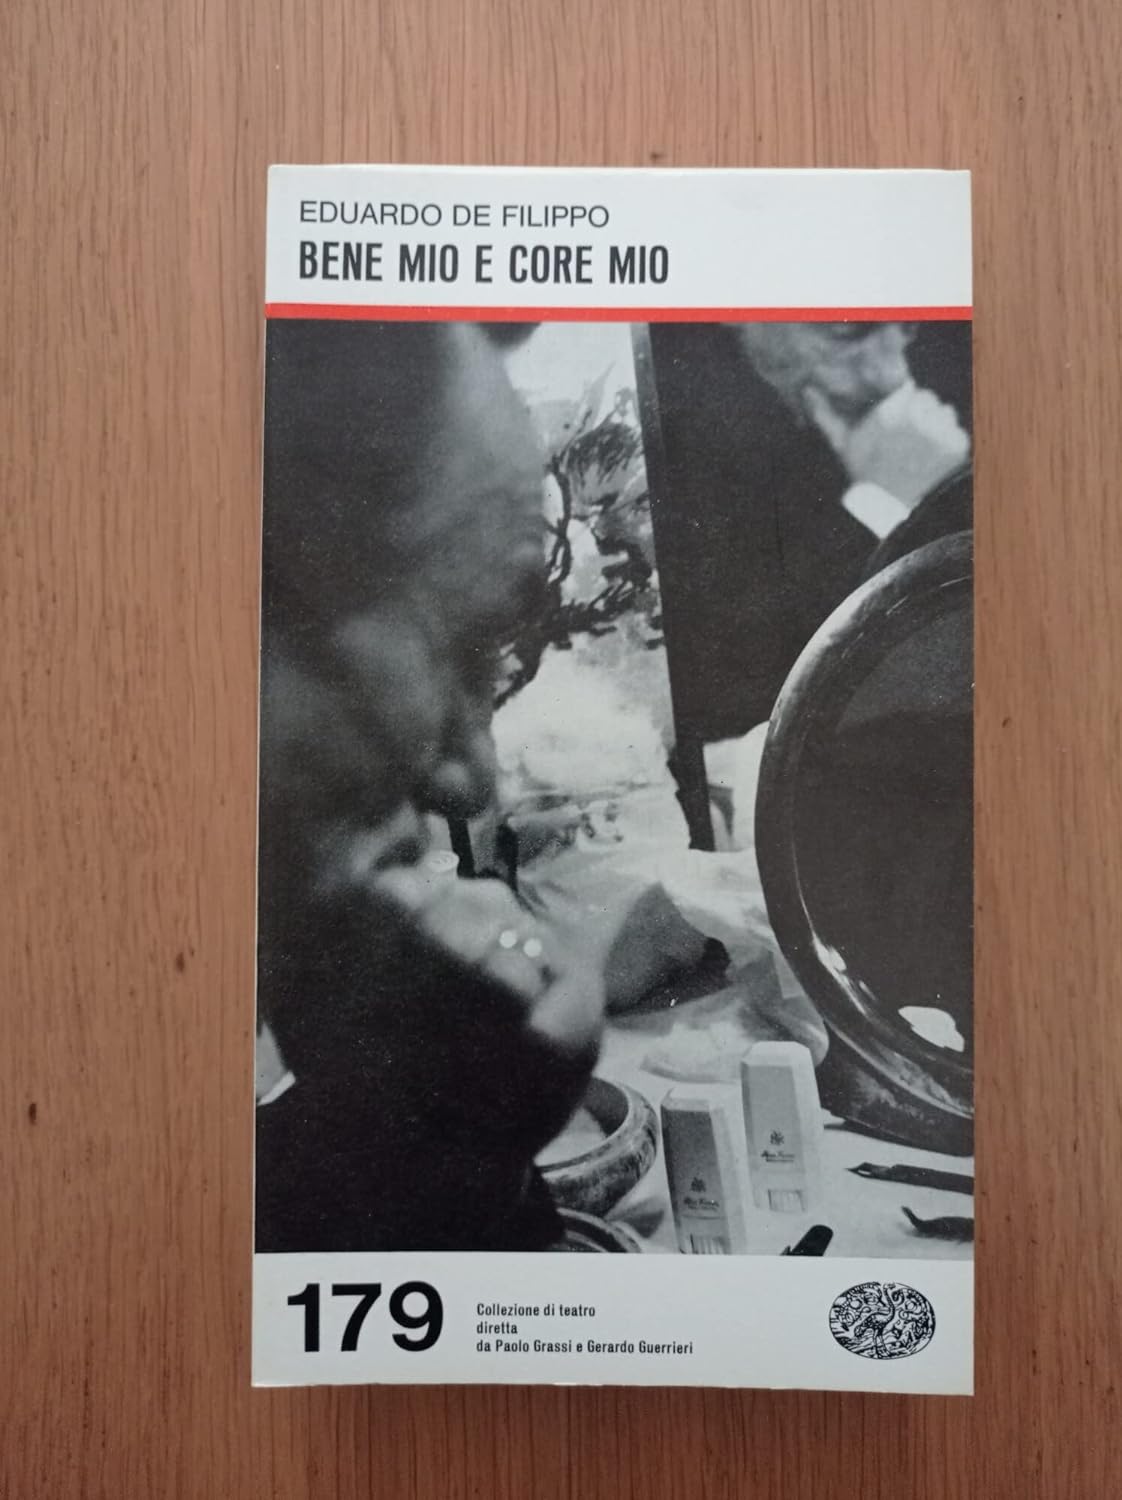 EDUARDO DE FILIPPO
BENE MIO E CORE MIO
179
Collezione di teatro
diretta
da Paolo Grassi e Gerardo Guerrieri